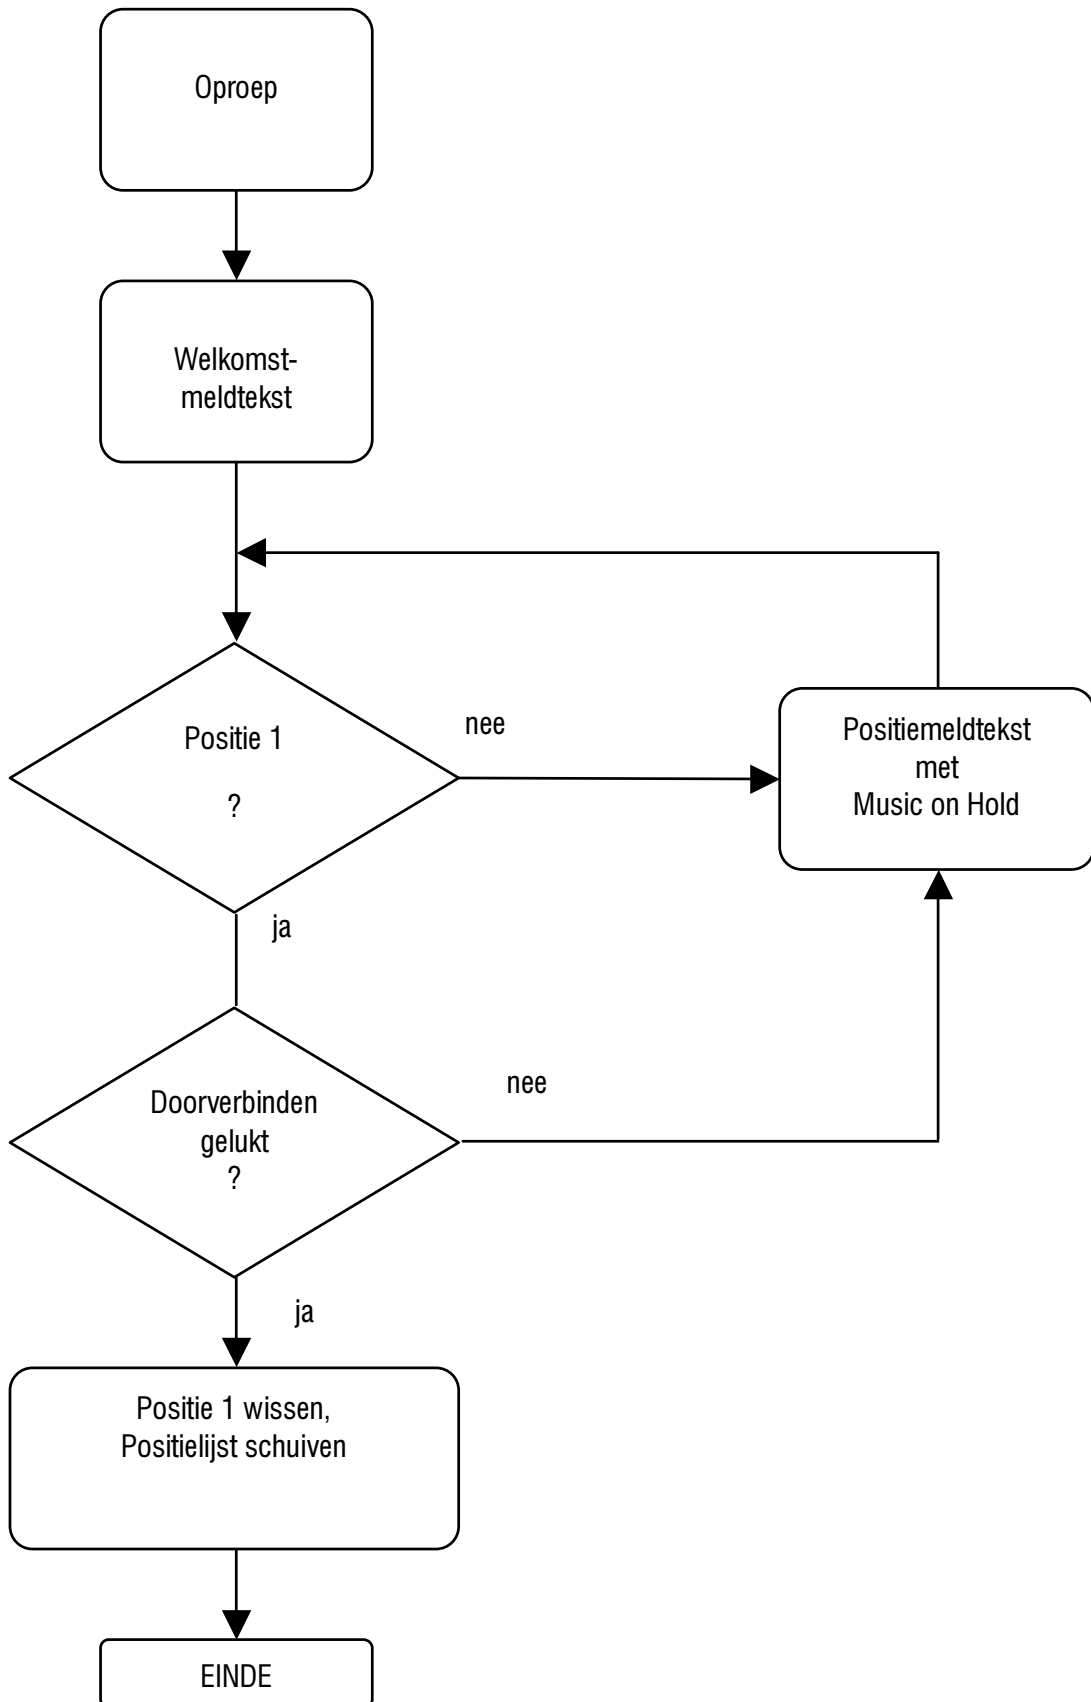 Oproep
Welkomst-
meldtekst
Positie 1
?
nee
Positiemeldtekst
met
Music on Hold
ja
Doorverbinden
gelukt
?
nee
ja
Positie 1 wissen,
Positielijst schuiven
EINDE